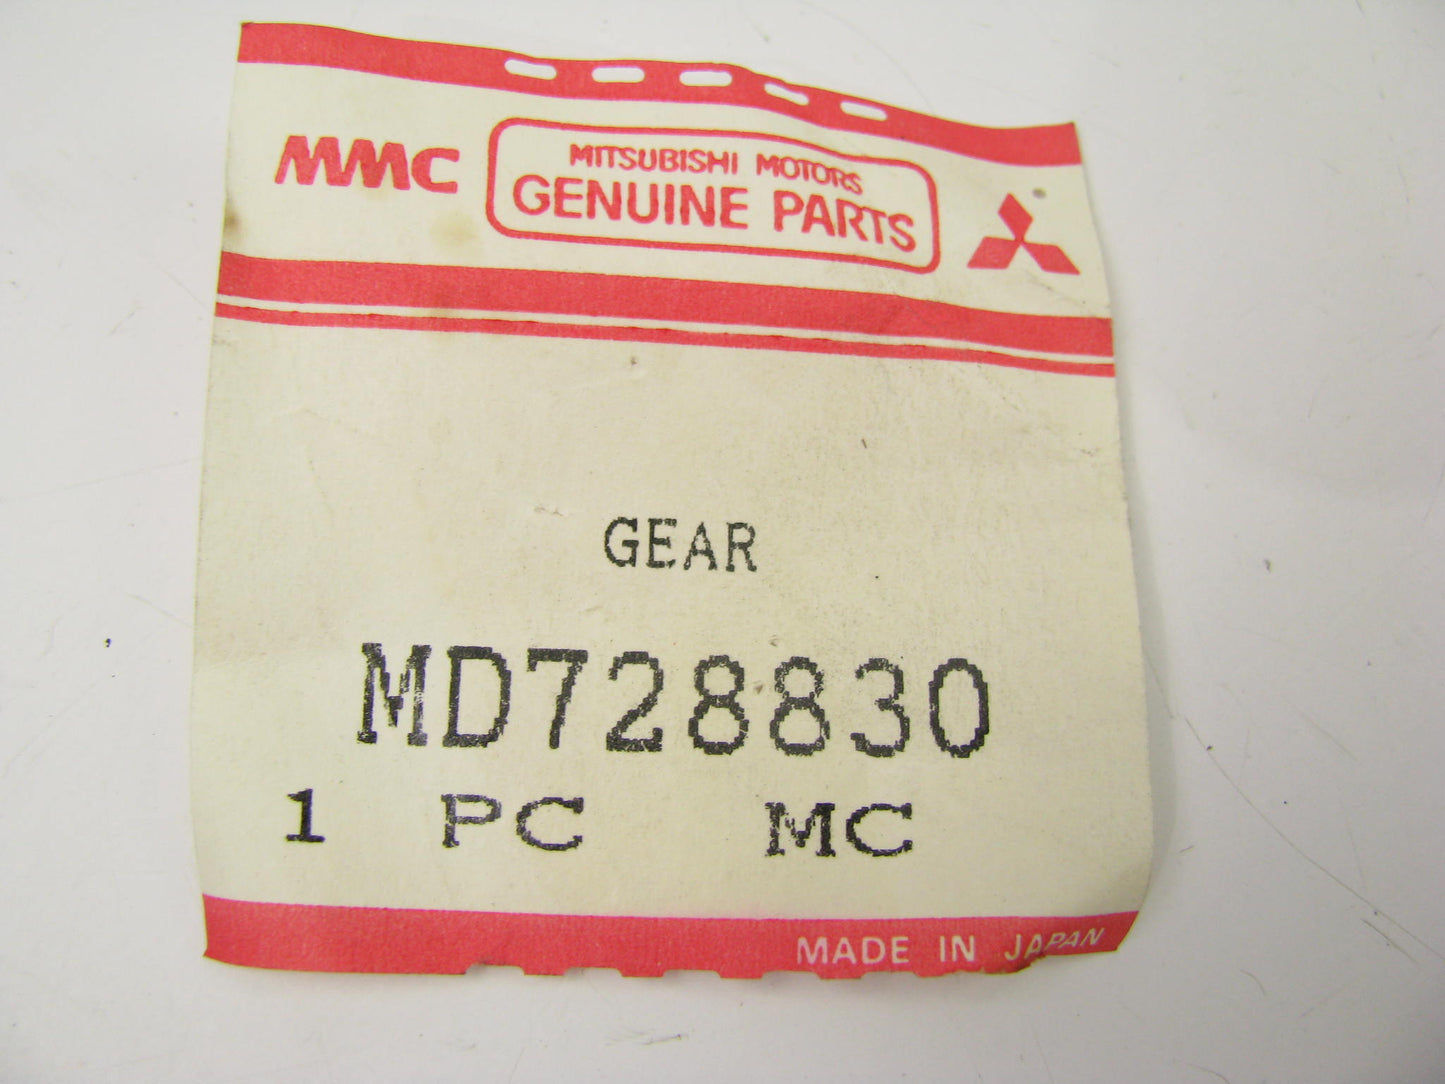 MMC
MITSUBISHI MOTORS
GENUINE PARTS
GEAR
MD728830
1 PC MC
MADE IN JAPAN